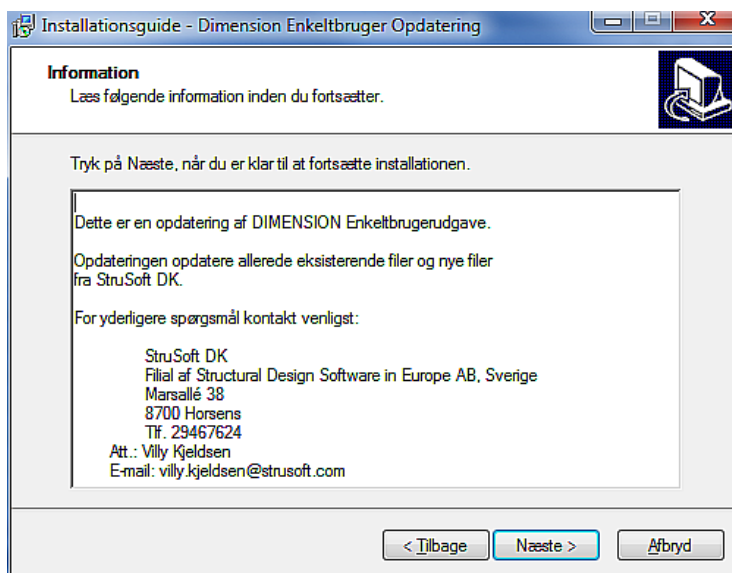 Installationsguide - Dimension Enkeltbruger Opdatering
Information
Læs følgende information inden du fortsætter.
Tryk på Næste, når du er klar til at fortsætte installationen.
Dette er en opdatering af DIMENSION Enkeltbrugerudgave.
Opdateringen opdatere allerede eksisterende filer og nye filer
fra StruSoft DK.
For yderligere spørgsmål kontakt venligst:
StruSoft DK
Filial af Structural Design Software in Europe AB, Sverige
Marsallé 38
8700 Horsens
Tlf. 29467624
Att.: Villy Kjeldsen
E-mail: villy.kjeldsen@strusoft.com
< Tilbage Næste > Afbryd